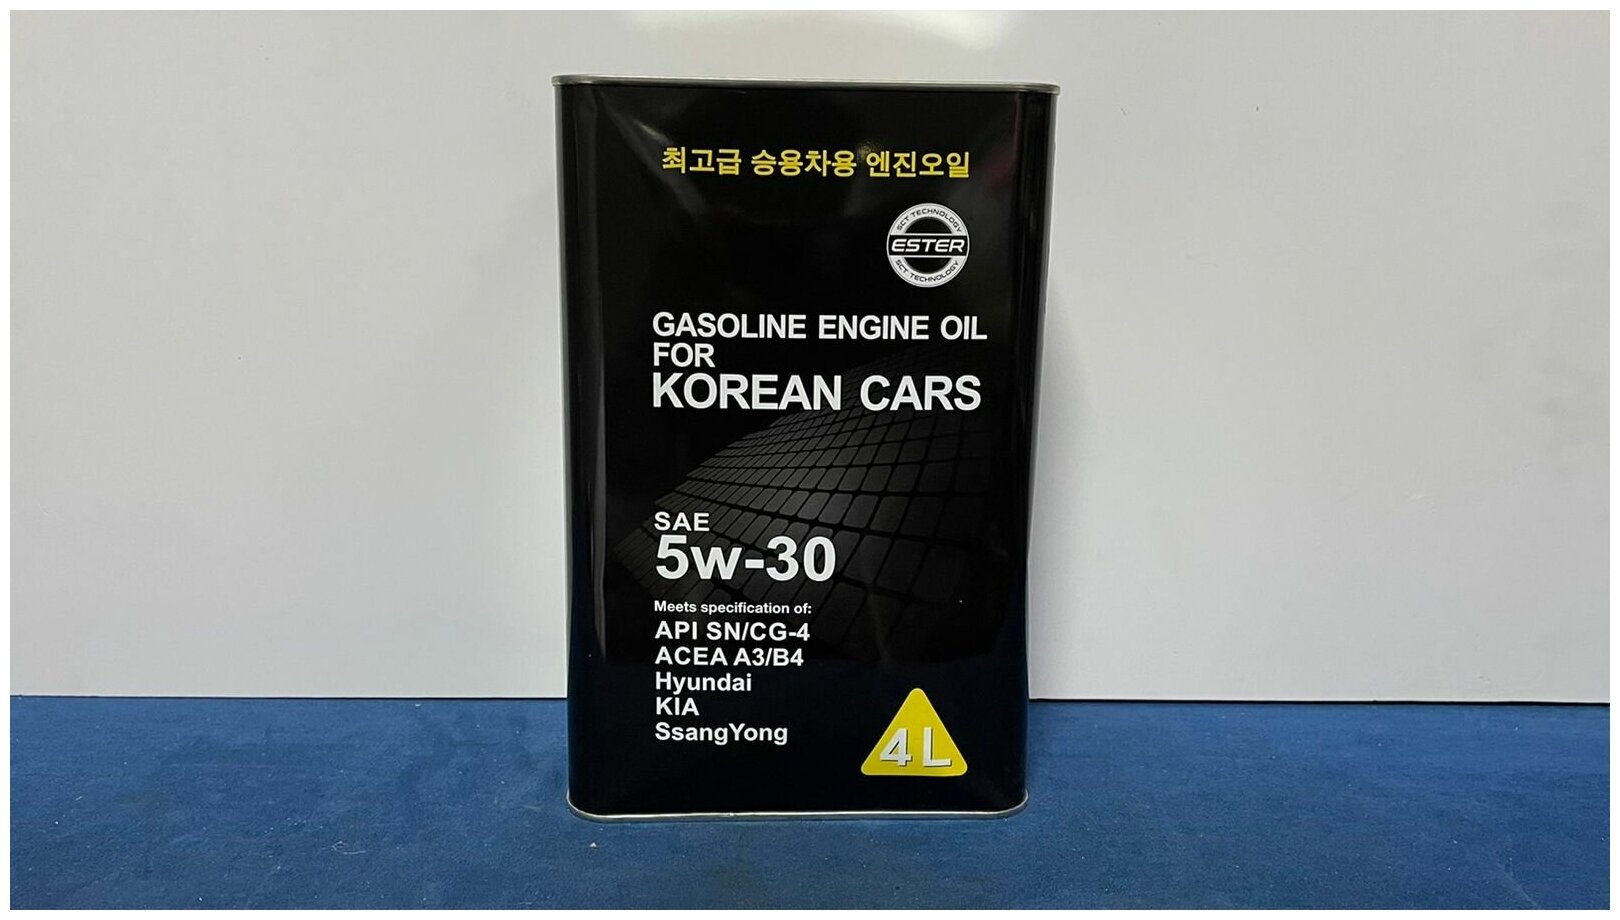 최고급 승용차용 엔진오일
SCT TECHNOLOGY
ESTER
SCT TECHNOLOGY
GASOLINE ENGINE OIL
FOR
KOREAN CARS
SAE
5w-30
Meets specification of:
API SN/CG-4
ACEA A3/B4
Hyundai
KIA
SsangYong
4 L